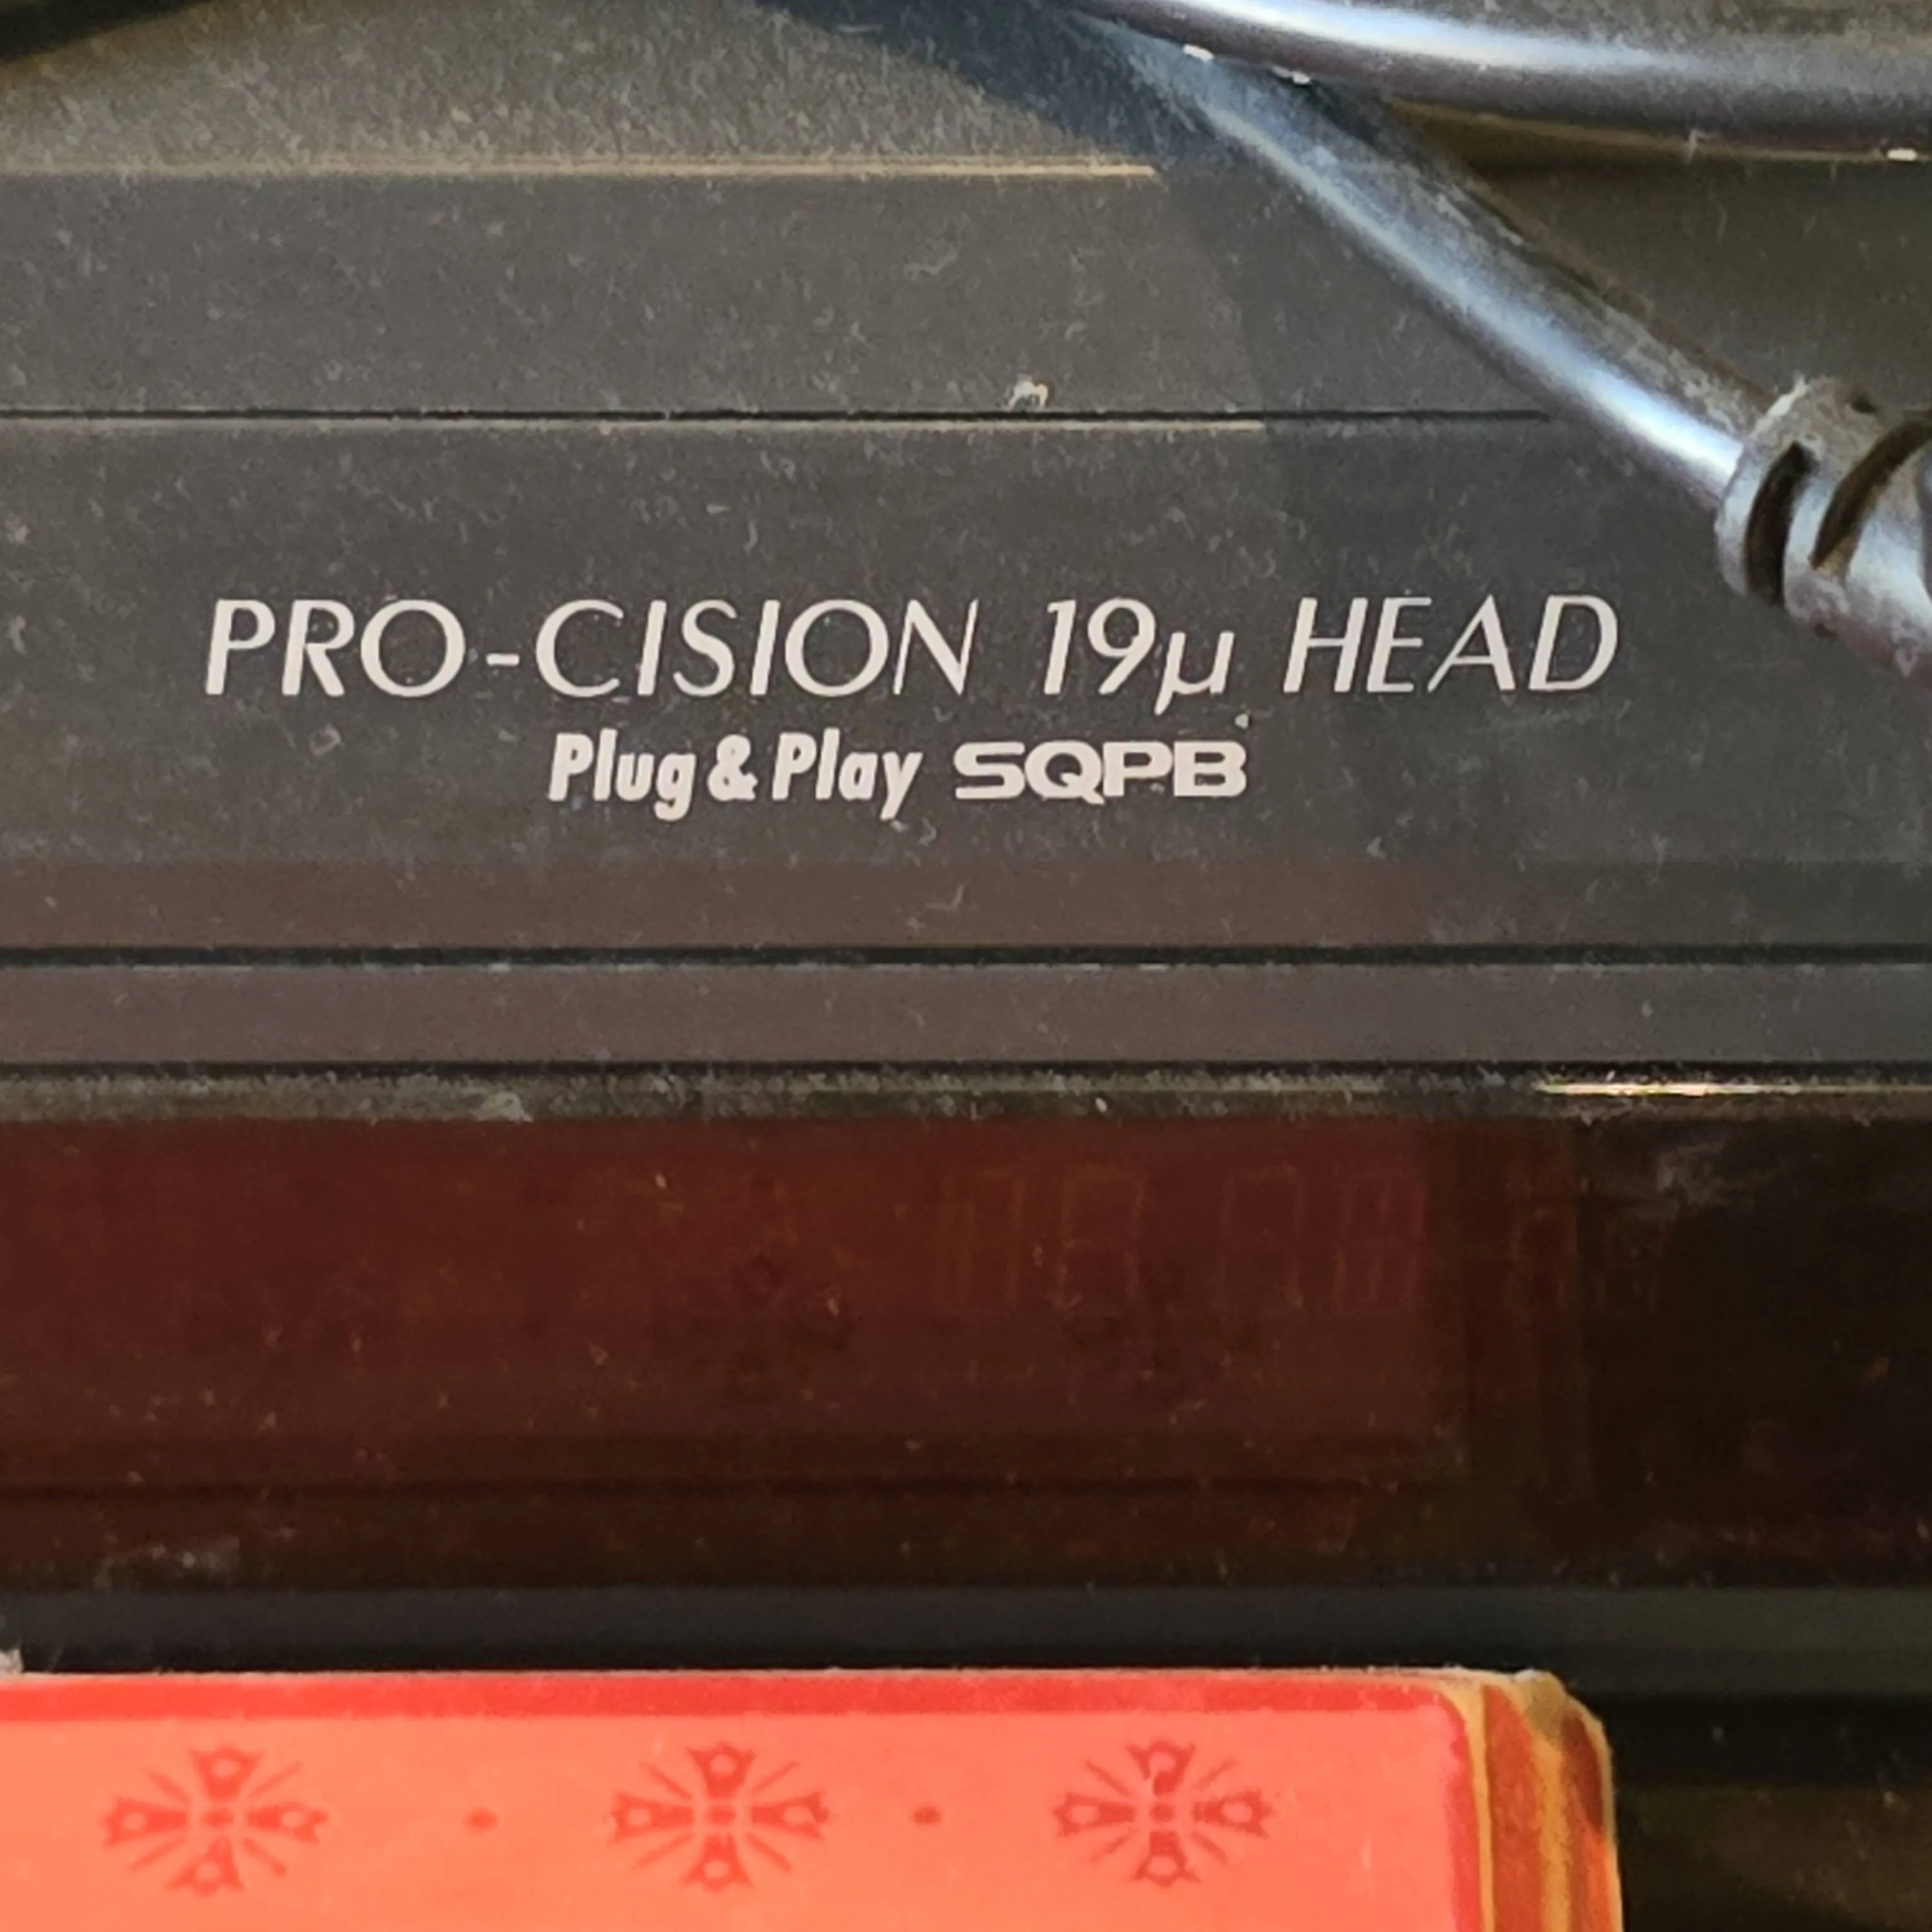 PRO-CISION 19µ HEAD
Plug & Play SQPB